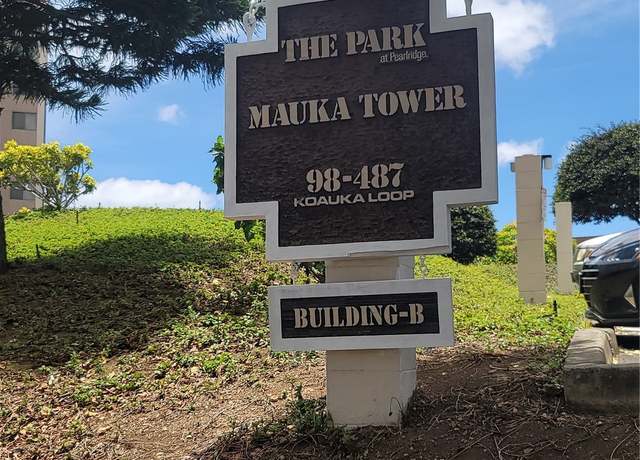 THE PARK
at Pearlridge.
MAUKA TOWER
98-487
KOAUKA LOOP
BUILDING-B